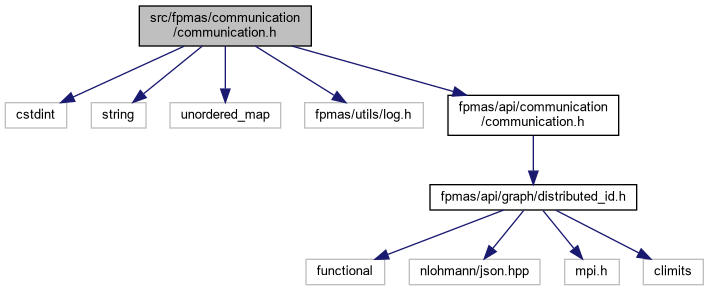 src/fpmas/communication
/communication.h
cstdint
string
unordered_map
fpmas/utils/log.h
fpmas/api/communication
/communication.h
fpmas/api/graph/distributed_id.h
functional
nlohmann/json.hpp
mpi.h
climits